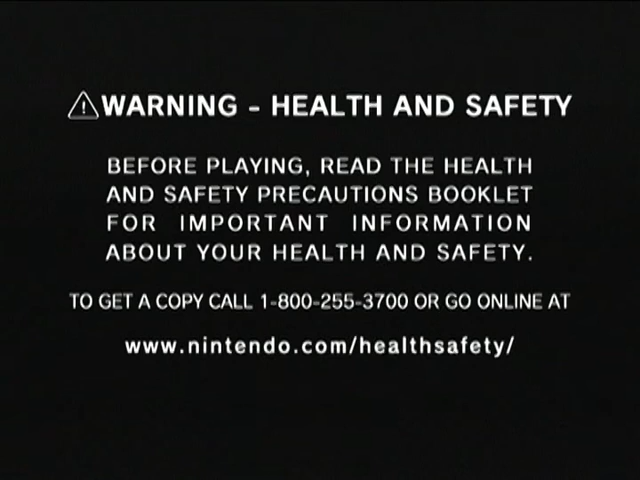 ⚠WARNING - HEALTH AND SAFETY
BEFORE PLAYING, READ THE HEALTH
AND SAFETY PRECAUTIONS BOOKLET
FOR IMPORTANT INFORMATION
ABOUT YOUR HEALTH AND SAFETY.
TO GET A COPY CALL 1-800-255-3700 OR GO ONLINE AT
www.nintendo.com/healthsafety/